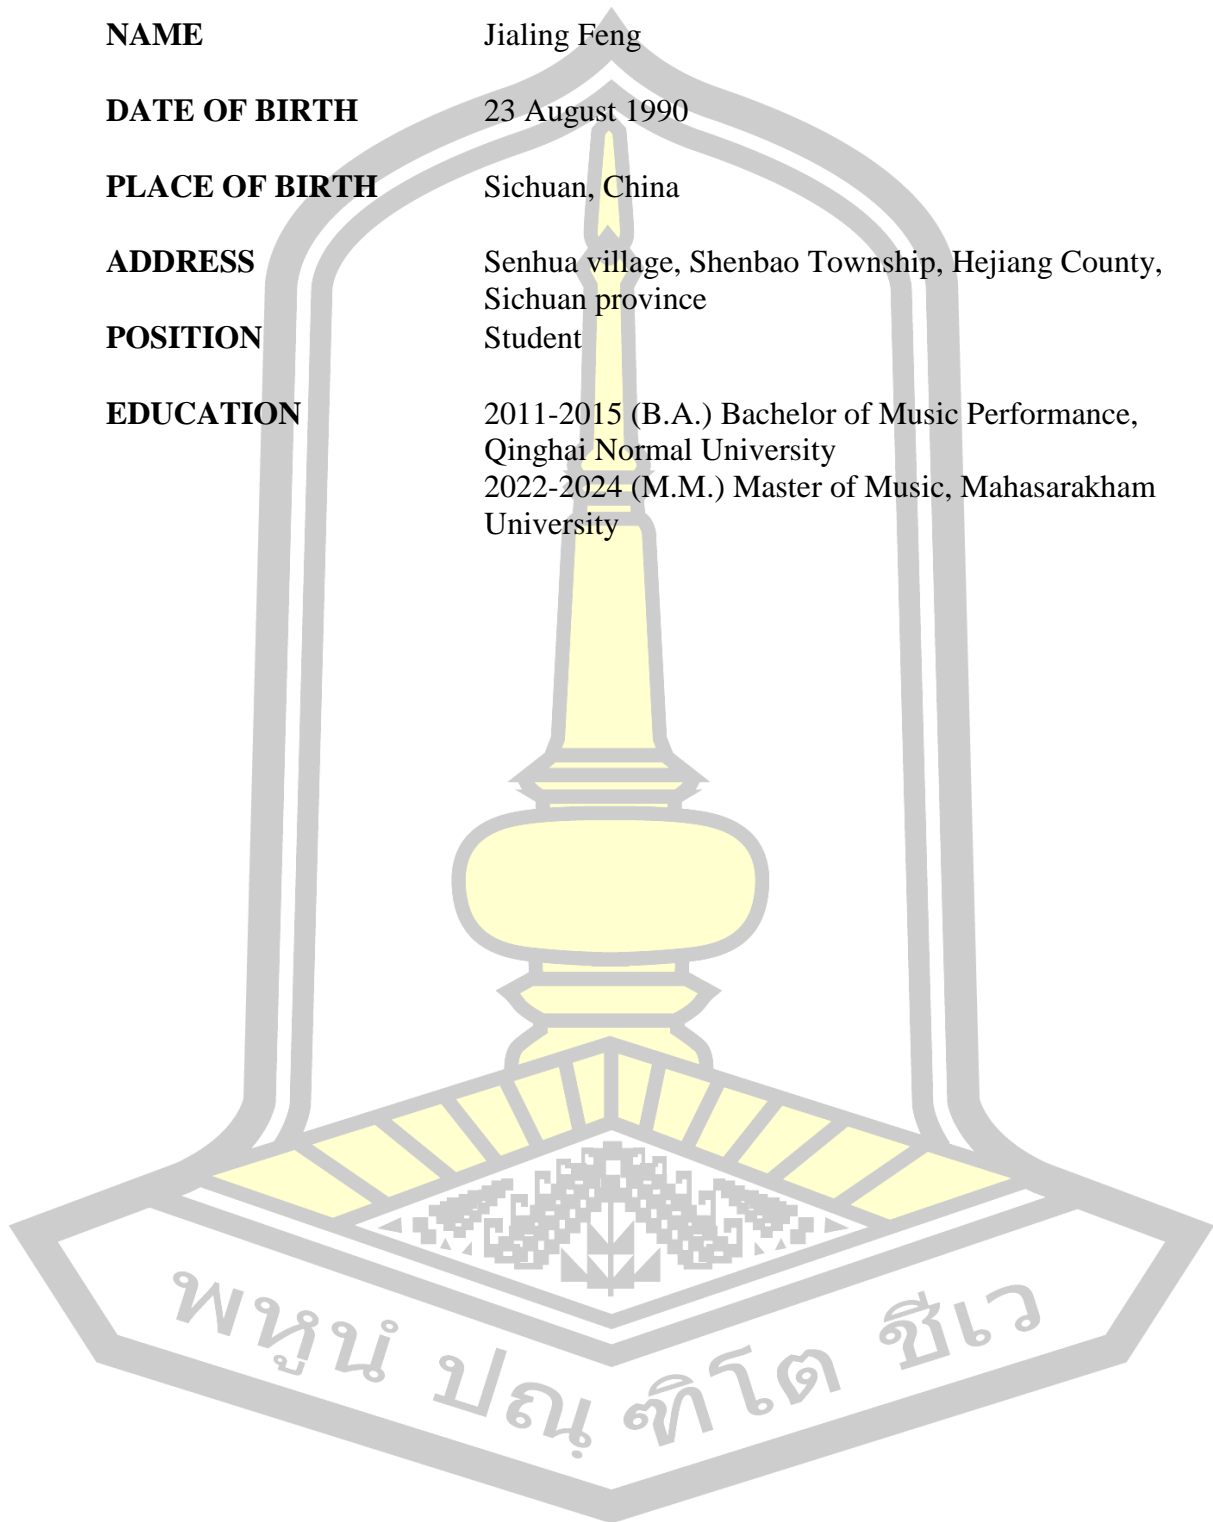 NAME Jialing Feng
DATE OF BIRTH 23 August 1990
PLACE OF BIRTH Sichuan, China
ADDRESS Senhua village, Shenbao Township, Hejiang County,
Sichuan province
POSITION Student
EDUCATION 2011-2015 (B.A.) Bachelor of Music Performance,
Qinghai Normal University
2022-2024 (M.M.) Master of Music, Mahasarakham
University
พหูนํ ปณฺ ฑิโต ชีเว